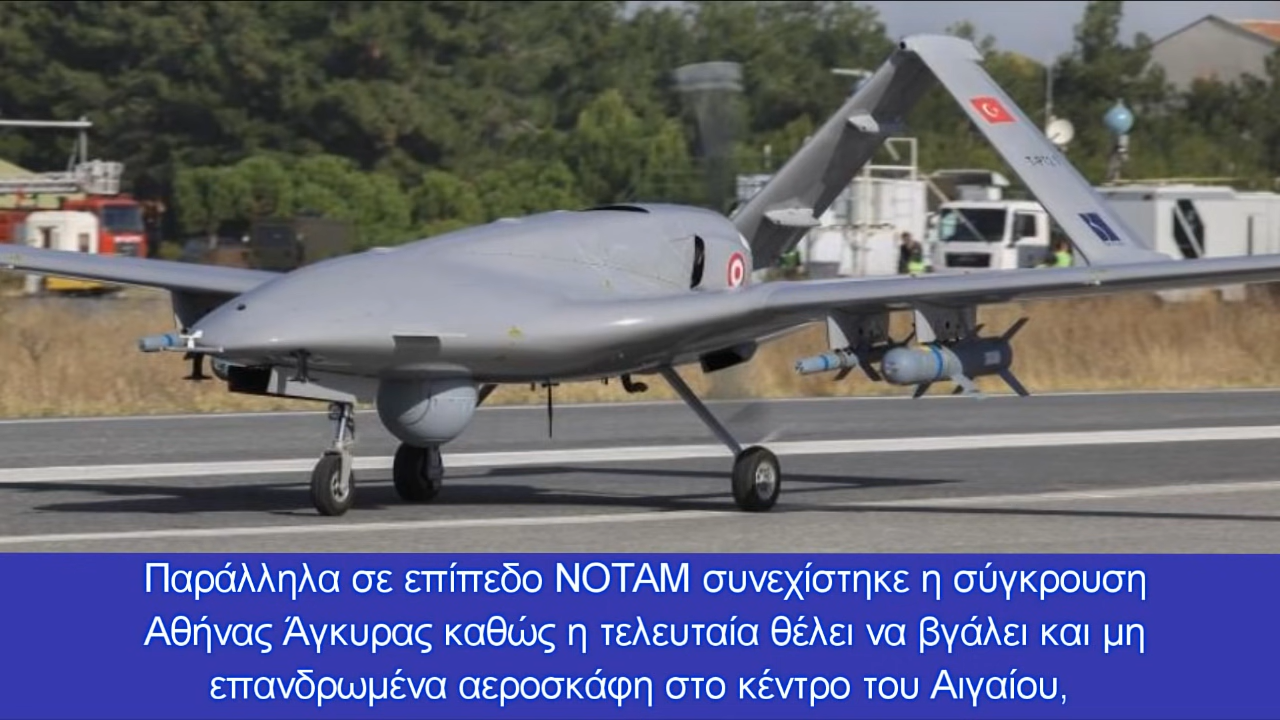 Παράλληλα σε επίπεδο NOTAM συνεχίστηκε η σύγκρουση
Αθήνας Άγκυρας καθώς η τελευταία θέλει να βγάλει και μη
επανδρωμένα αεροσκάφη στο κέντρο του Αιγαίου,